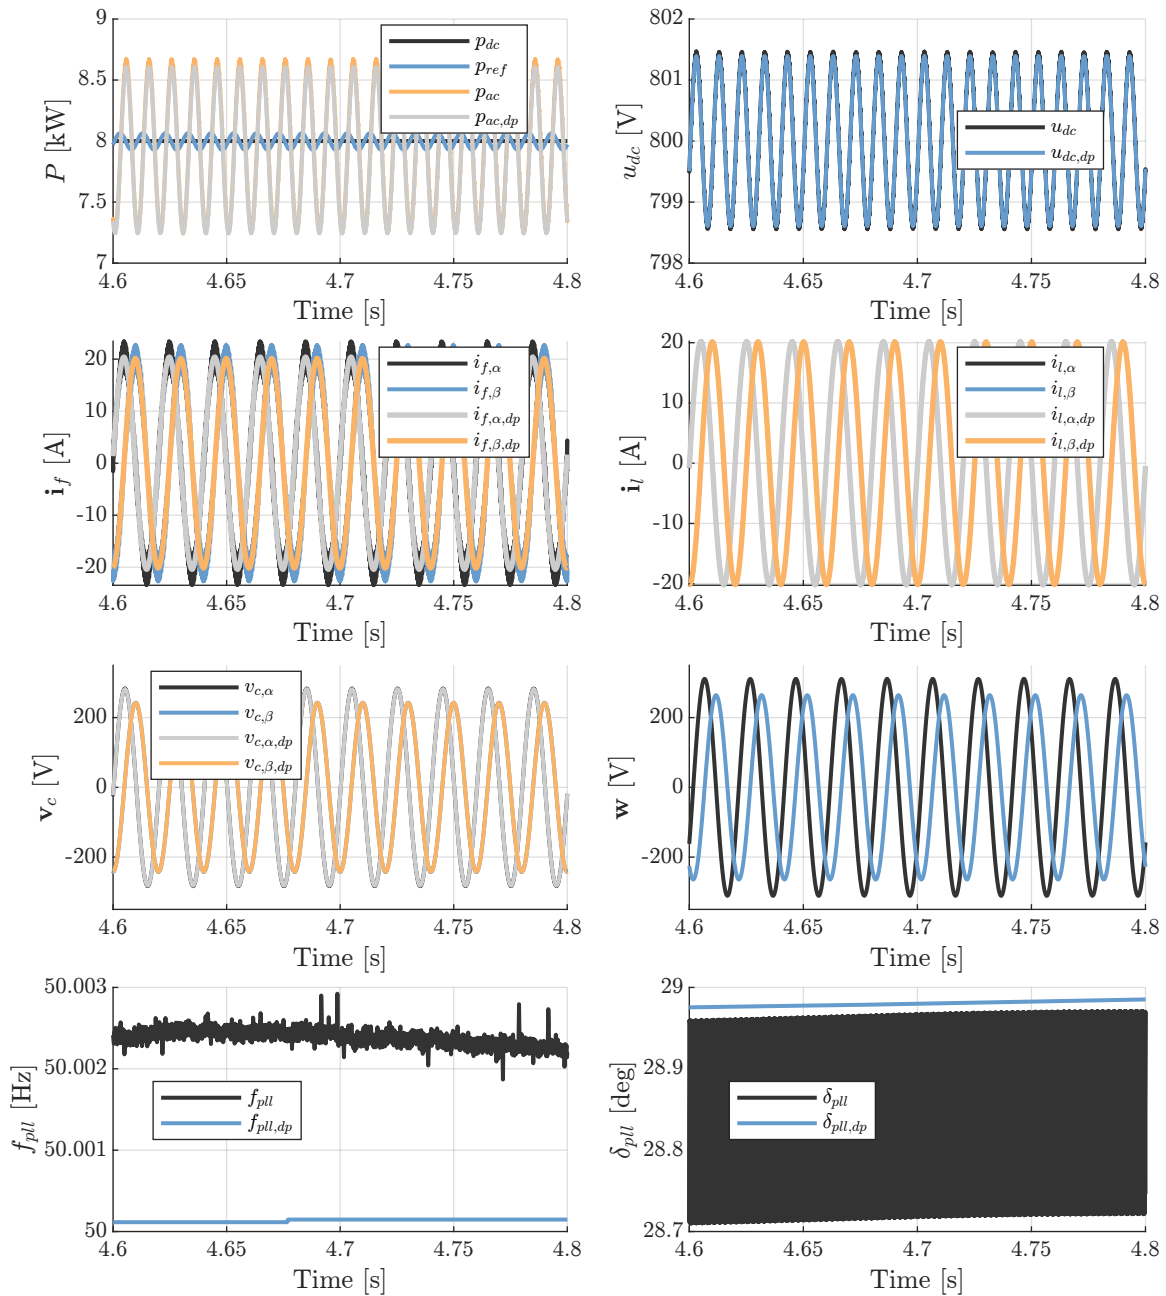 9
8.5
8
7.5
7
P [kW]
p_dc
p_ref
p_ac
p_ac,dp
4.6 4.65 4.7 4.75 4.8
Time [s]
802
801
800
799
798
u_dc [V]
u_dc
u_dc,dp
4.6 4.65 4.7 4.75 4.8
Time [s]
20
10
0
-10
-20
i_f [A]
i_f,α
i_f,β
i_f,α,dp
i_f,β,dp
4.6 4.65 4.7 4.75 4.8
Time [s]
20
10
0
-10
-20
i_l [A]
i_l,α
i_l,β
i_l,α,dp
i_l,β,dp
4.6 4.65 4.7 4.75 4.8
Time [s]
200
0
-200
v_c [V]
v_c,α
v_c,β
v_c,α,dp
v_c,β,dp
4.6 4.65 4.7 4.75 4.8
Time [s]
200
0
-200
w [V]
4.6 4.65 4.7 4.75 4.8
Time [s]
50.003
50.002
50.001
50
f_pll [Hz]
f_pll
f_pll,dp
4.6 4.65 4.7 4.75 4.8
Time [s]
29
28.9
28.8
28.7
δ_pll [deg]
δ_pll
δ_pll,dp
4.6 4.65 4.7 4.75 4.8
Time [s]